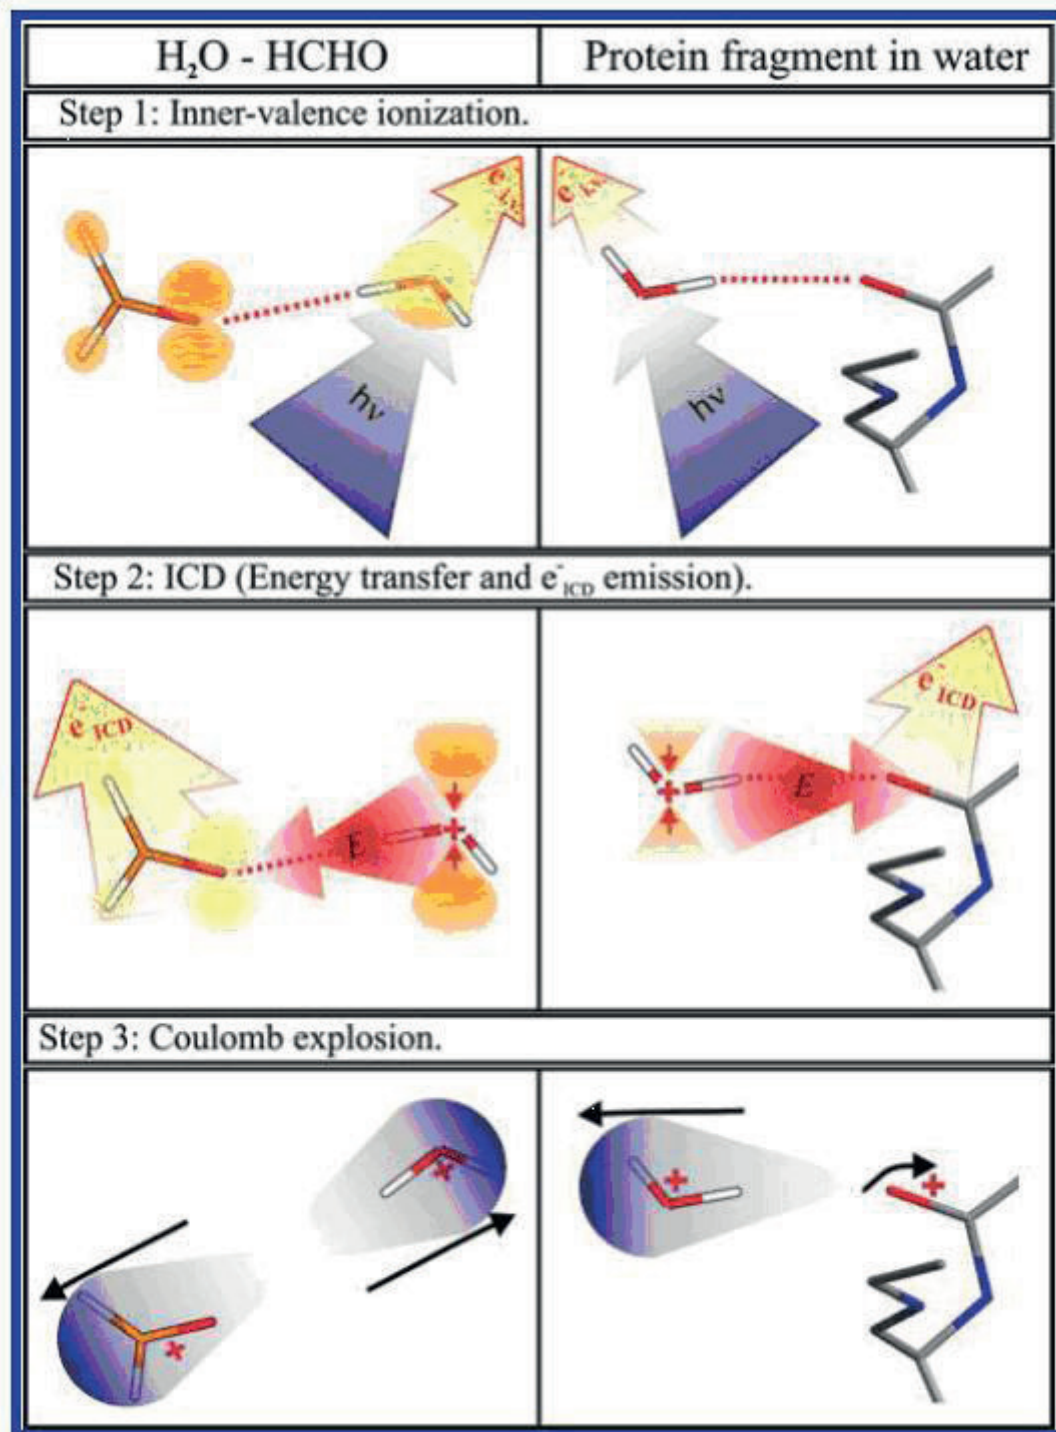 H₂O - HCHO
Protein fragment in water
Step 1: Inner-valence ionization.
e⁻i.v.
e⁻i.v.
hν
hν
Step 2: ICD (Energy transfer and e⁻ICD emission).
e⁻ICD
e⁻ICD
+
E
+
E
Step 3: Coulomb explosion.
+
+
+
+